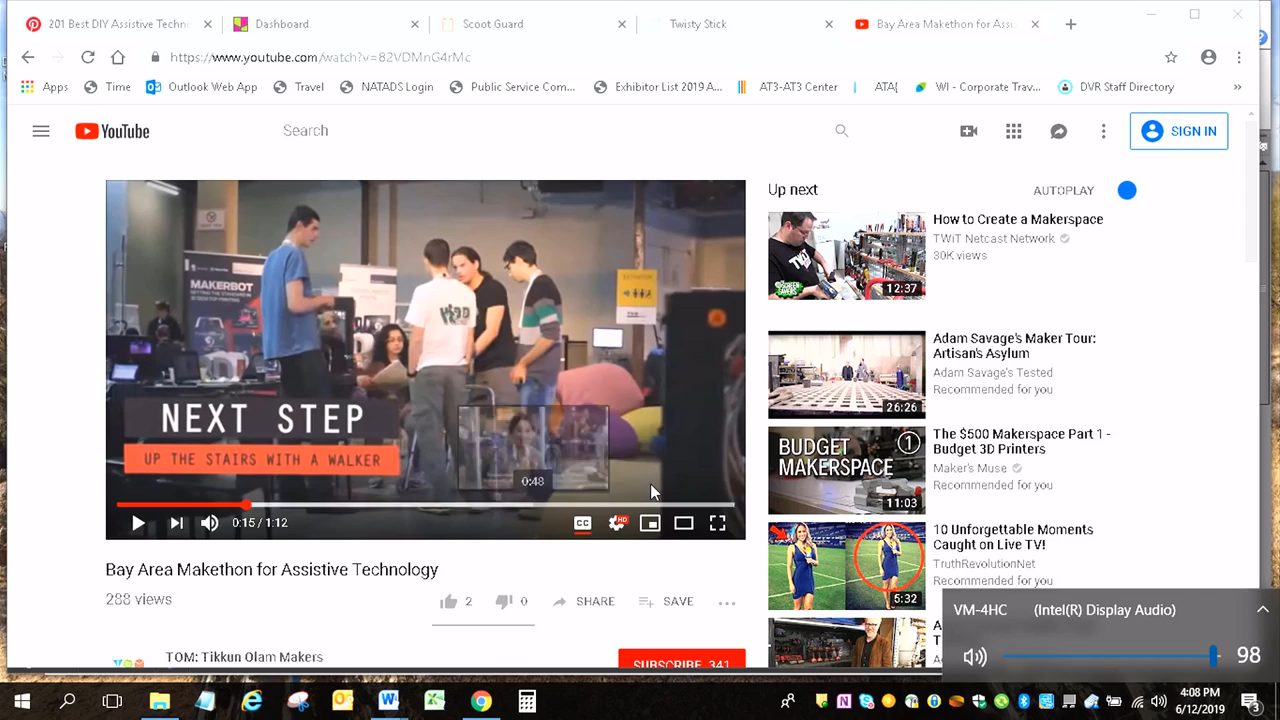 201 Best DIY Assistive Techn
Dashboard
Scoot Guard
Twisty Stick
Bay Area Makethon for Assis
https://www.youtube.com/watch?v=82VDMnG4rMc
Apps
Time
Outlook Web App
Travel
NATADS Login
Public Service Com...
Exhibitor List 2019 A...
AT3-AT3 Center
ATA(
WI - Corporate Trav...
DVR Staff Directory
YouTube
Search
SIGN IN
MAKERBOT
NEXT STEP
UP THE STAIRS WITH A WALKER
0:48
0:15 / 1:12
CC
HD
Bay Area Makethon for Assistive Technology
288 views
2
0
SHARE
SAVE
TOM: Tikkun Olam Makers
SUBSCRIBE 341
Up next
AUTOPLAY
TWiT
SCREEN SAVERS
12:37
How to Create a Makerspace
TWiT Netcast Network
80K views
26:26
Adam Savage's Maker Tour:
Artisan's Asylum
Adam Savage's Tested
Recommended for you
BUDGET
MAKERSPACE
1
11:03
The $500 Makerspace Part 1 -
Budget 3D Printers
Maker's Muse
Recommended for you
5:32
10 Unforgettable Moments
Caught on Live TV!
TruthRevolutionNet
Recommended for you
VM-4HC (Intel(R) Display Audio)
98
4:08 PM
6/12/2019
3